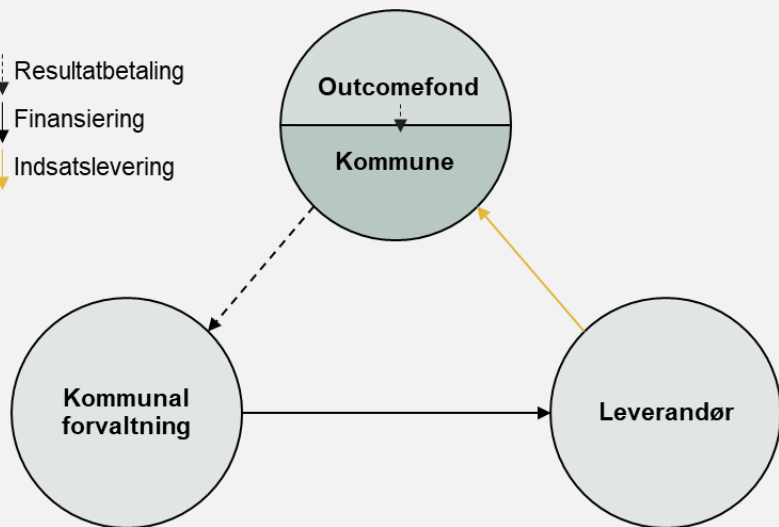 Resultatbetaling
Finansiering
Indsatslevering
Outcomefond
Kommune
Kommunal
forvaltning
Leverandør